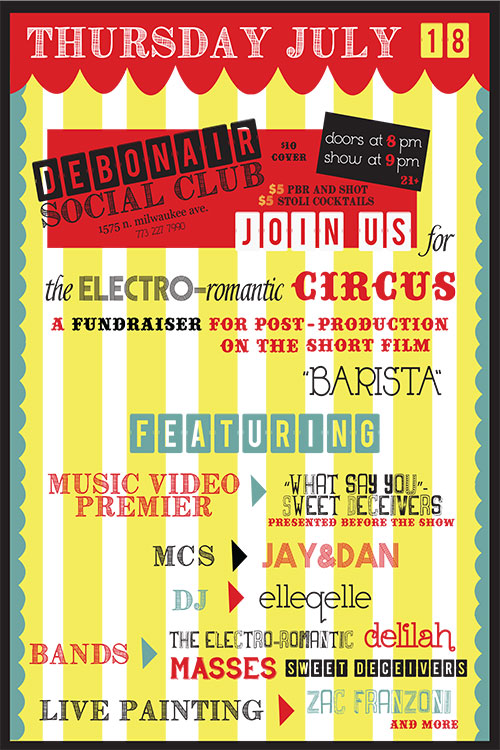 THURSDAY JULY 18
DEBONAIR
SOCIAL CLUB
1575 n. milwaukee ave.
773 227 7990
$10
COVER
doors at 8 pm
show at 9 pm
21+
$5 PBR AND SHOT
$5 STOLI COCKTAILS
JOIN US for
the ELECTRO-romantic CIRCUS
A FUNDRAISER FOR POST-PRODUCTION
ON THE SHORT FILM
"BARISTA"
FEATURING
MUSIC VIDEO
PREMIER
"WHAT SAY YOU"-
SWEET DECEIVERS
PRESENTED BEFORE THE SHOW
MCS JAY&DAN
DJ elleqelle
BANDS
THE ELECTRO-ROMANTIC delilah
MASSES SWEET DECEIVERS
LIVE PAINTING ZAC FRANZONI
AND MORE